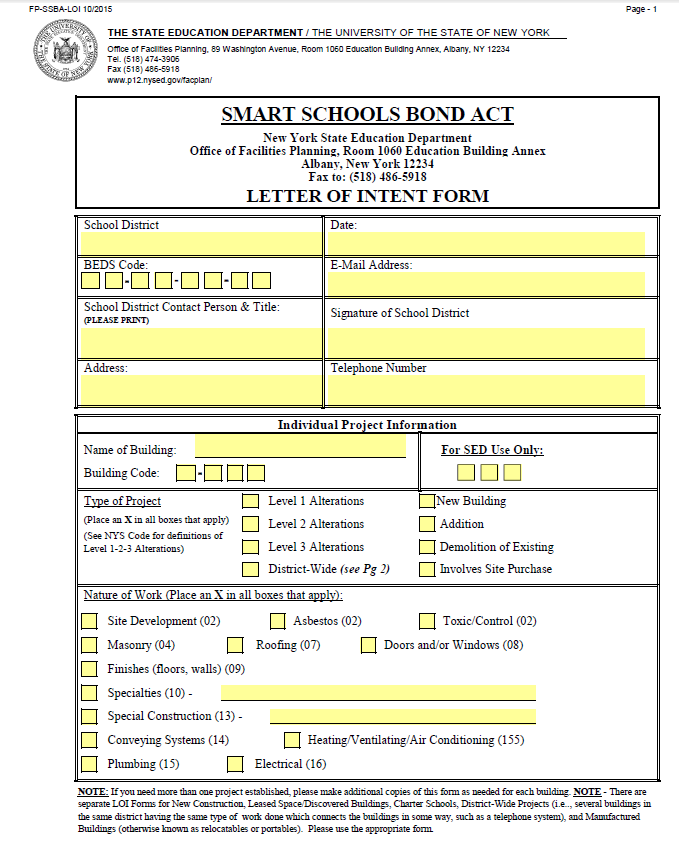 FP-SSBA-LOI 10/2015 Page - 1
THE STATE EDUCATION DEPARTMENT / THE UNIVERSITY OF THE STATE OF NEW YORK
Office of Facilities Planning, 89 Washington Avenue, Room 1060 Education Building Annex, Albany, NY 12234
Tel. (518) 474-3906
Fax (518) 486-5918
www.p12.nysed.gov/facplan/
SMART SCHOOLS BOND ACT
New York State Education Department
Office of Facilities Planning, Room 1060 Education Building Annex
Albany, New York 12234
Fax to: (518) 486-5918
LETTER OF INTENT FORM
School District Date:
BEDS Code: E-Mail Address:
- - -
School District Contact Person & Title: Signature of School District
(PLEASE PRINT)
Address: Telephone Number
Individual Project Information
Name of Building: For SED Use Only:
Building Code: -
Type of Project Level 1 Alterations New Building
(Place an X in all boxes that apply) Level 2 Alterations Addition
(See NYS Code for definitions of
Level 1-2-3 Alterations) Level 3 Alterations Demolition of Existing
District-Wide (see Pg 2) Involves Site Purchase
Nature of Work (Place an X in all boxes that apply):
Site Development (02) Asbestos (02) Toxic/Control (02)
Masonry (04) Roofing (07) Doors and/or Windows (08)
Finishes (floors, walls) (09)
Specialties (10) -
Special Construction (13) -
Conveying Systems (14) Heating/Ventilating/Air Conditioning (155)
Plumbing (15) Electrical (16)
NOTE: If you need more than one project established, please make additional copies of this form as needed for each building. NOTE - There are
separate LOI Forms for New Construction, Leased Space/Discovered Buildings, Charter Schools, District-Wide Projects (i.e.., several buildings in
the same district having the same type of work done which connects the buildings in some way, such as a telephone system), and Manufactured
Buildings (otherwise known as relocatables or portables). Please use the appropriate form.